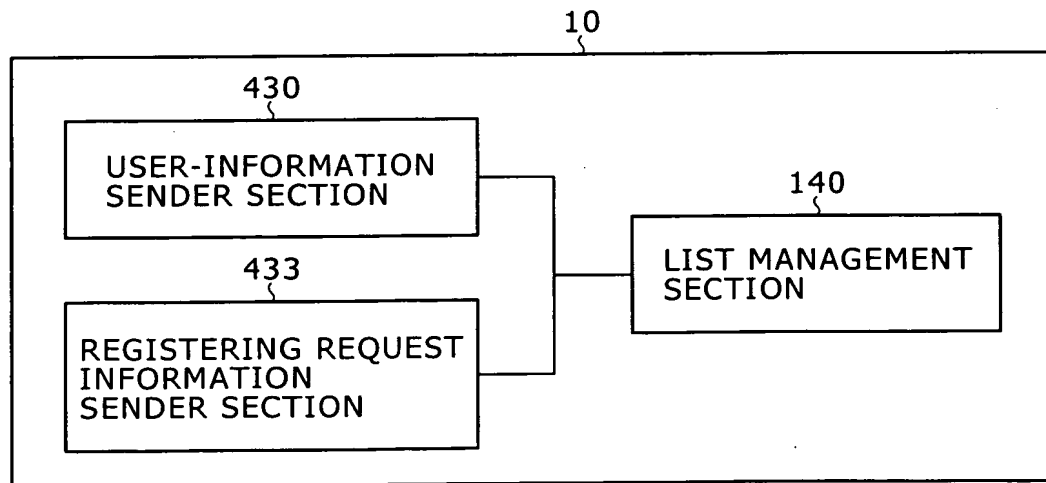 10
430
USER-INFORMATION
SENDER SECTION
140
LIST MANAGEMENT
SECTION
433
REGISTERING REQUEST
INFORMATION
SENDER SECTION